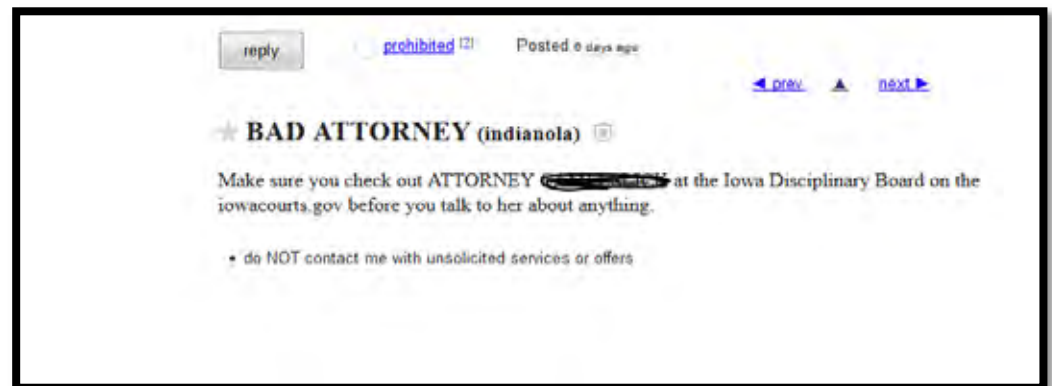 reply prohibited [?] Posted 6 days ago
◄ prev ▲ next ►
★ BAD ATTORNEY (indianola)
Make sure you check out ATTORNEY at the Iowa Disciplinary Board on the
iowacourts.gov before you talk to her about anything.
• do NOT contact me with unsolicited services or offers